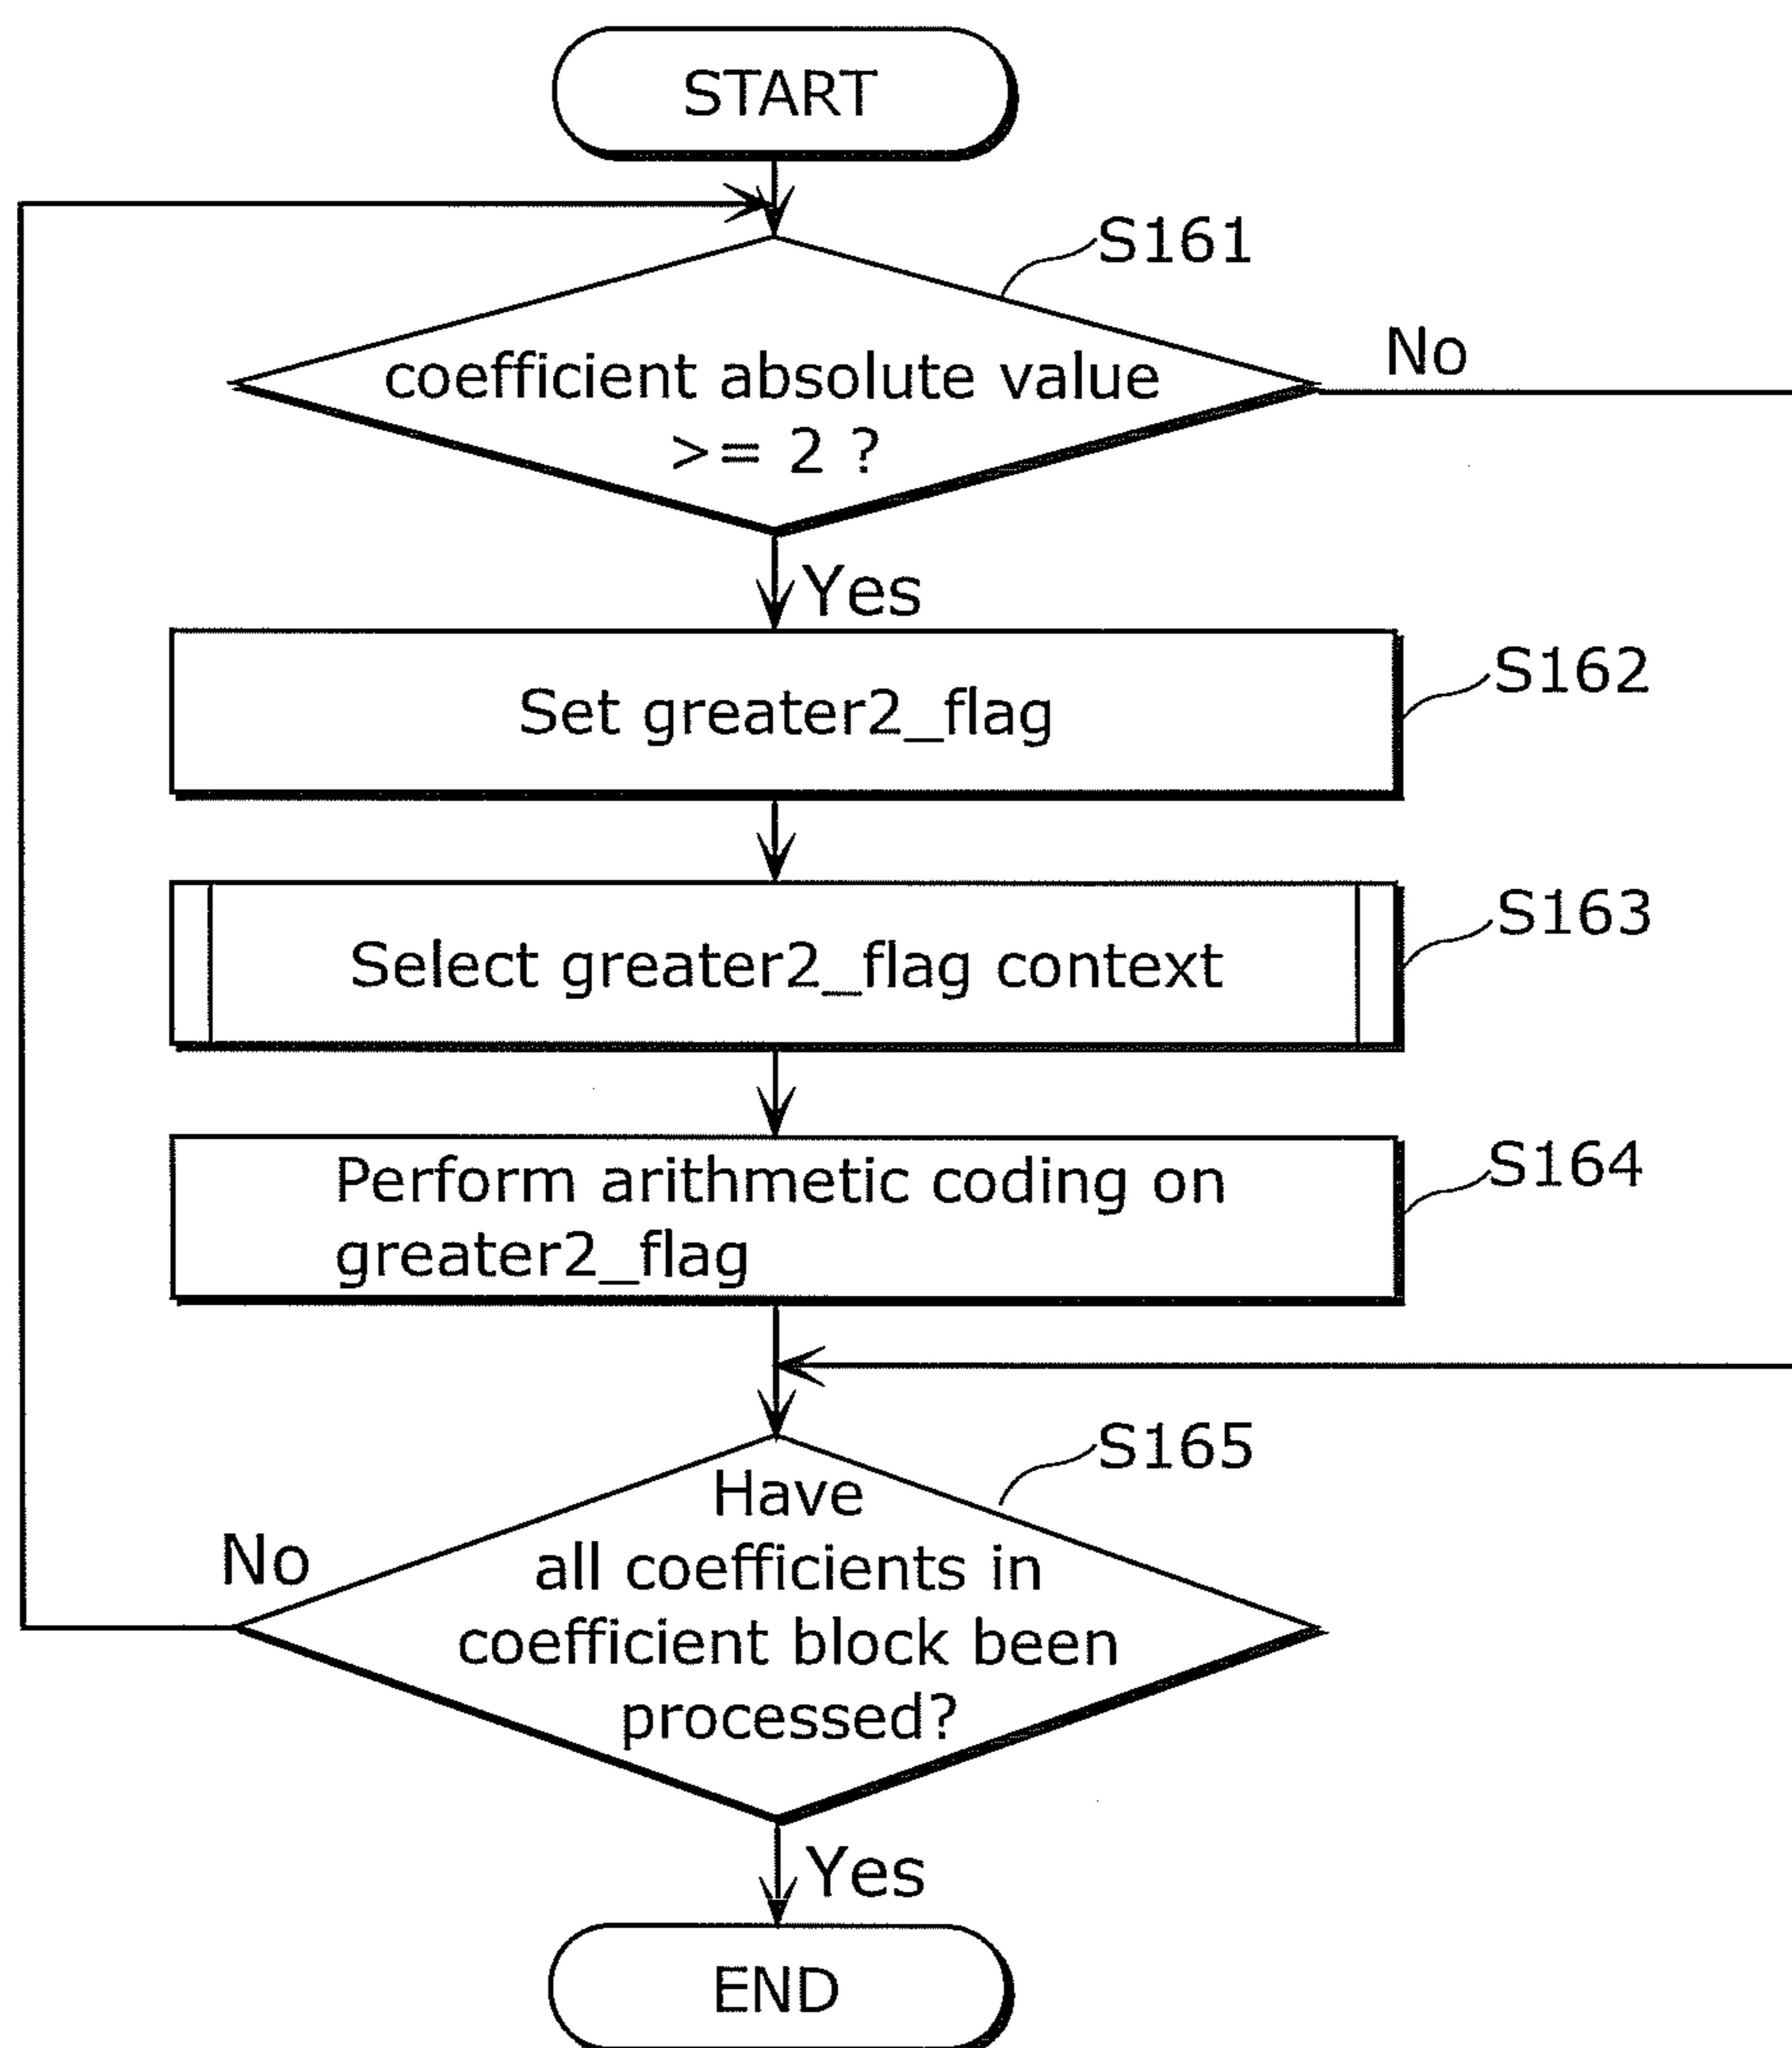 START
S161
No
coefficient absolute value
>= 2 ?
Yes
S162
Set greater2_flag
S163
Select greater2_flag context
S164
Perform arithmetic coding on
greater2_flag
S165
Have
No
all coefficients in
coefficient block been
processed?
Yes
END